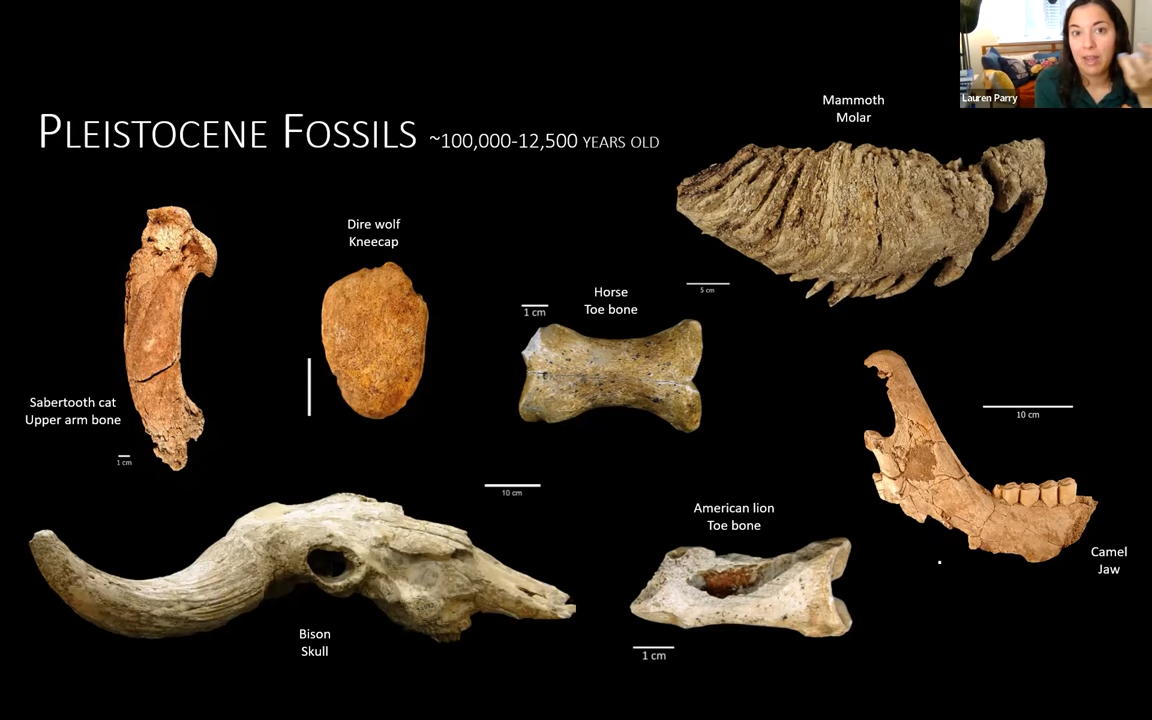 Lauren Parry
PLEISTOCENE FOSSILS ~100,000-12,500 YEARS OLD
Mammoth
Molar
5 cm
Dire wolf
Kneecap
Horse
Toe bone
1 cm
Sabertooth cat
Upper arm bone
1 cm
10 cm
Camel
Jaw
10 cm
Bison
Skull
American lion
Toe bone
1 cm